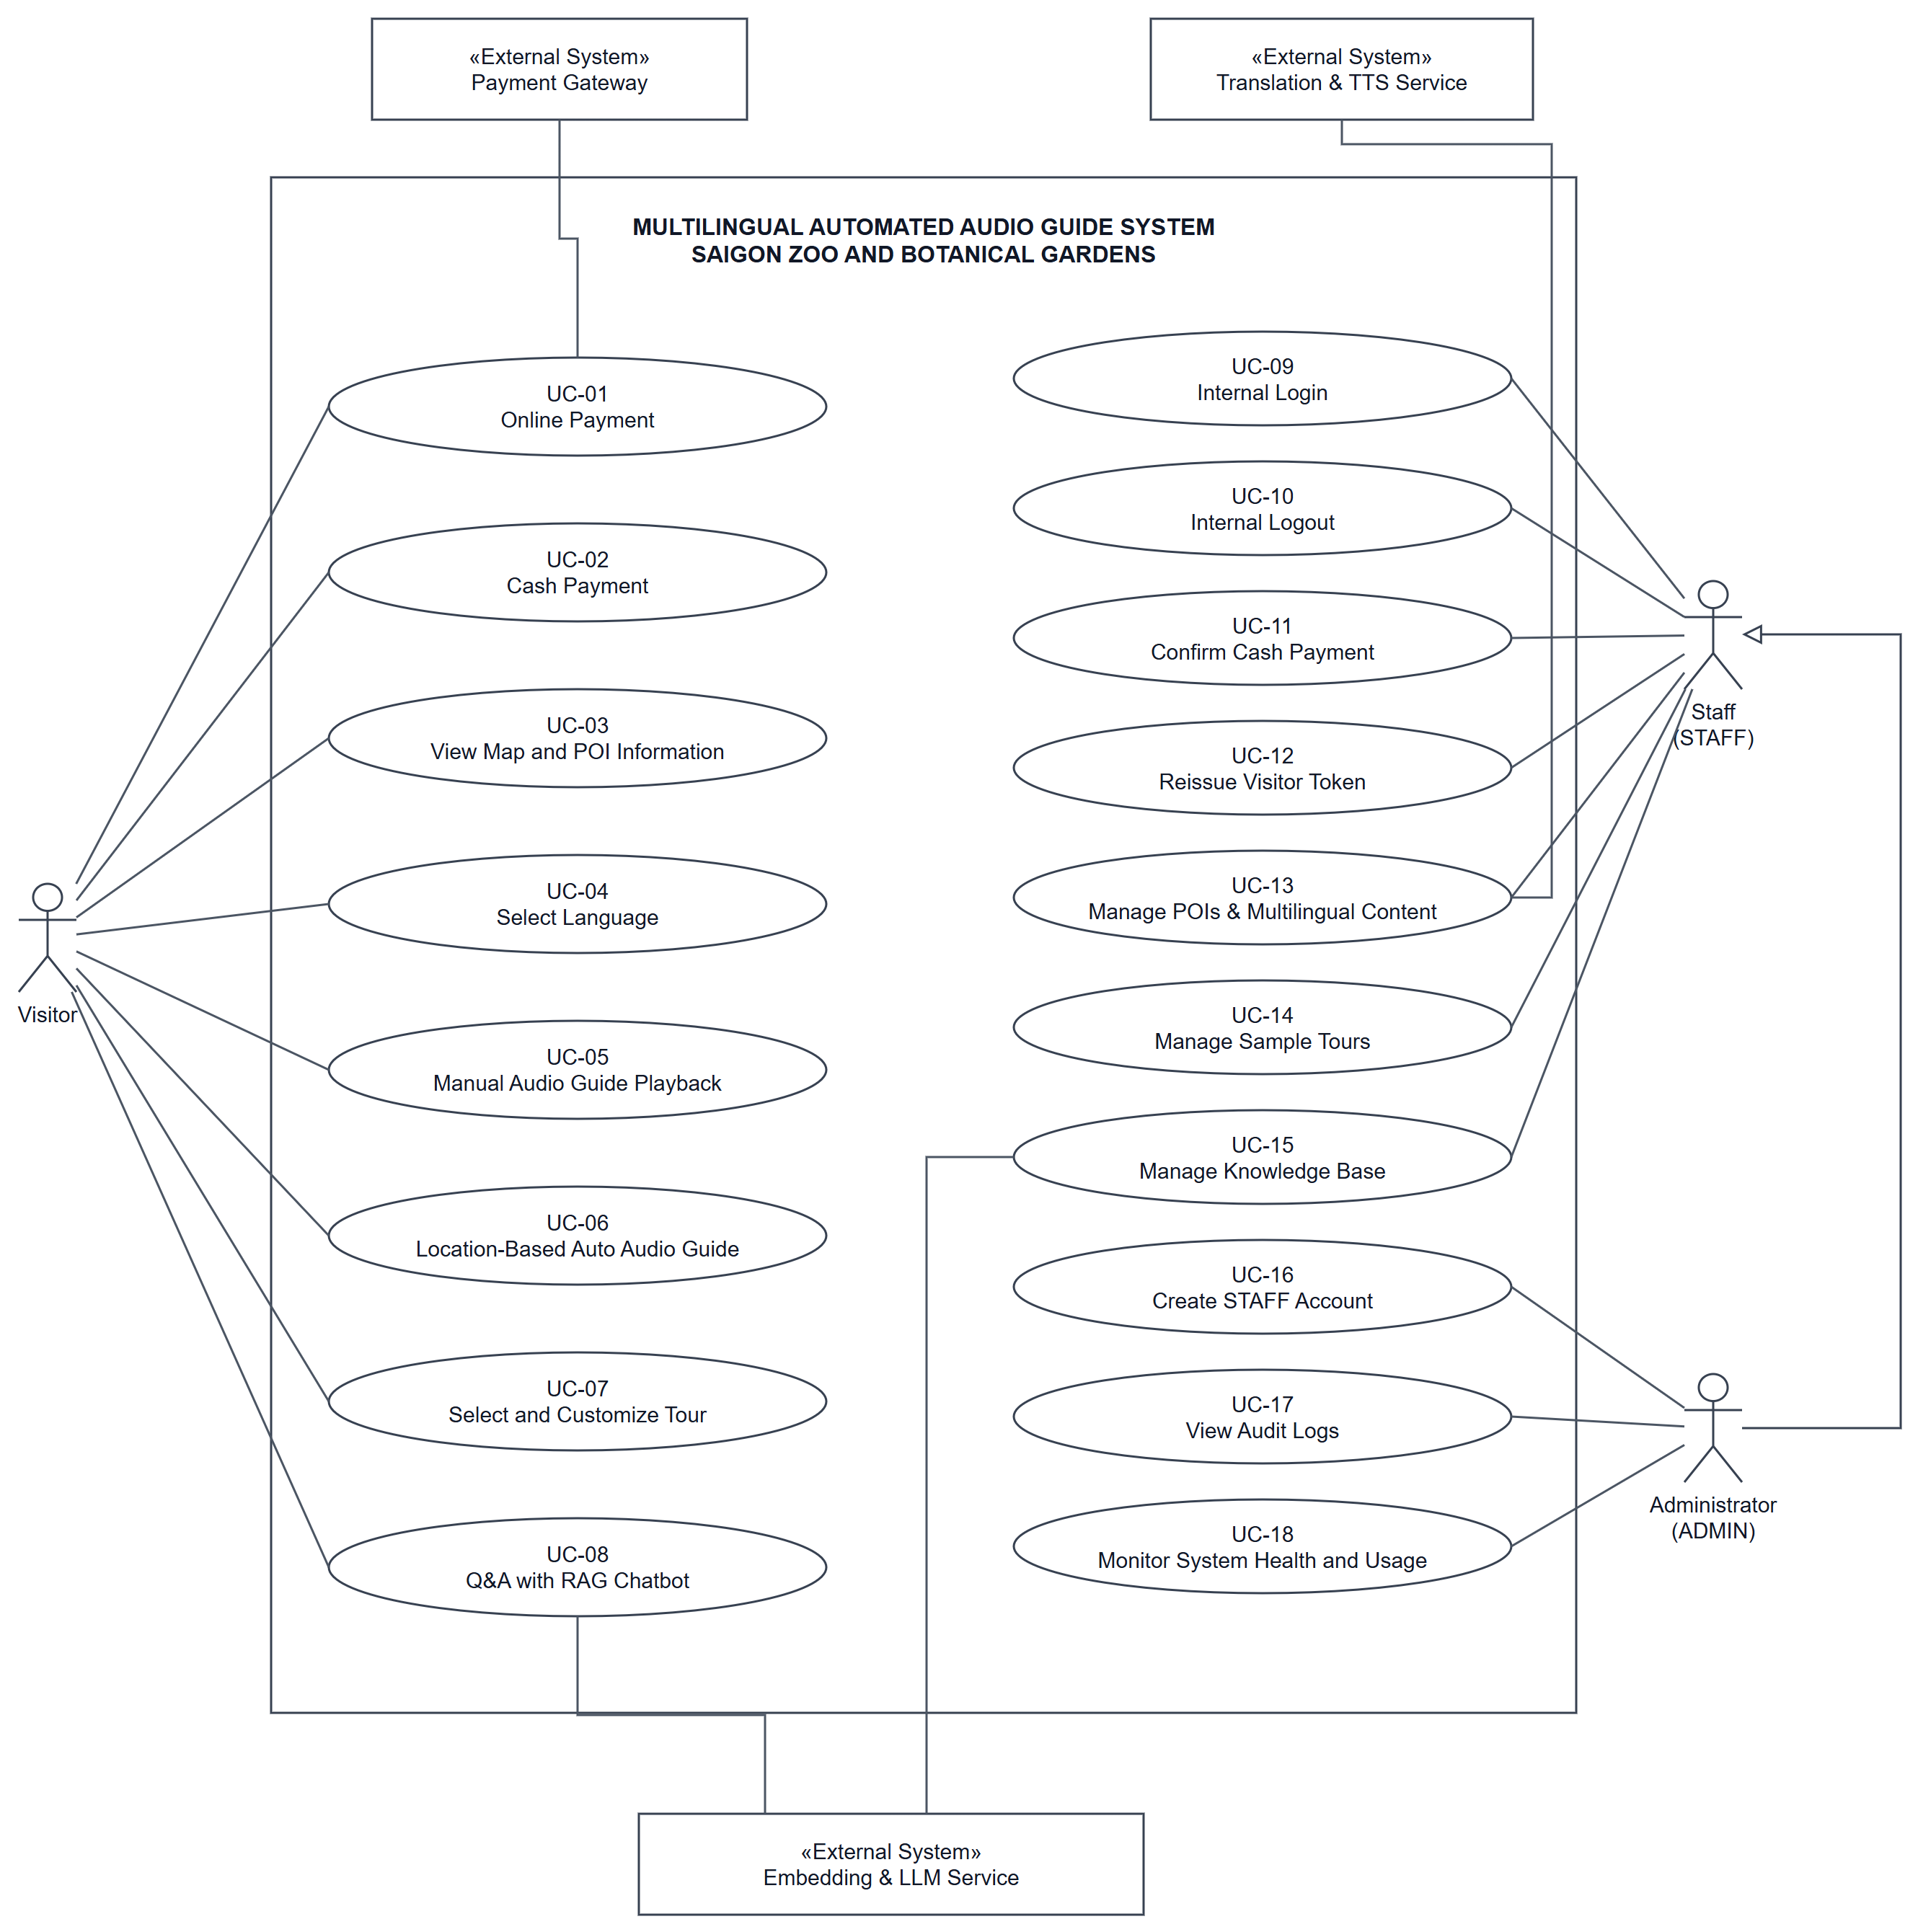 «External System»
Payment Gateway
«External System»
Translation & TTS Service
MULTILINGUAL AUTOMATED AUDIO GUIDE SYSTEM
SAIGON ZOO AND BOTANICAL GARDENS
UC-01
Online Payment
UC-02
Cash Payment
UC-03
View Map and POI Information
UC-04
Select Language
UC-05
Manual Audio Guide Playback
UC-06
Location-Based Auto Audio Guide
UC-07
Select and Customize Tour
UC-08
Q&A with RAG Chatbot
UC-09
Internal Login
UC-10
Internal Logout
UC-11
Confirm Cash Payment
UC-12
Reissue Visitor Token
UC-13
Manage POIs & Multilingual Content
UC-14
Manage Sample Tours
UC-15
Manage Knowledge Base
UC-16
Create STAFF Account
UC-17
View Audit Logs
UC-18
Monitor System Health and Usage
Visitor
Staff
(STAFF)
Administrator
(ADMIN)
«External System»
Embedding & LLM Service